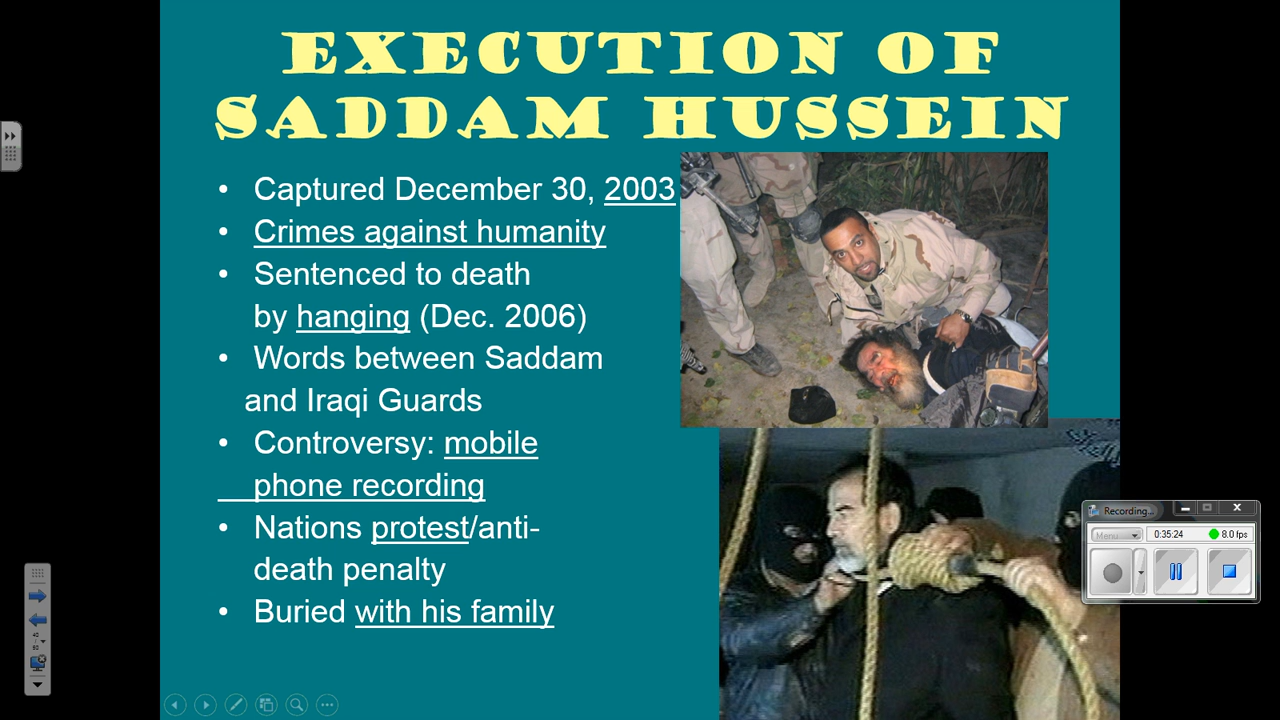 EXECUTION OF
SADDAM HUSSEIN
• Captured December 30, 2003
• Crimes against humanity
• Sentenced to death
by hanging (Dec. 2006)
• Words between Saddam
and Iraqi Guards
• Controversy: mobile
phone recording
• Nations protest/anti-
death penalty
• Buried with his family
Recording...
Menu
0:35:24
8.0 fps
42
/
92